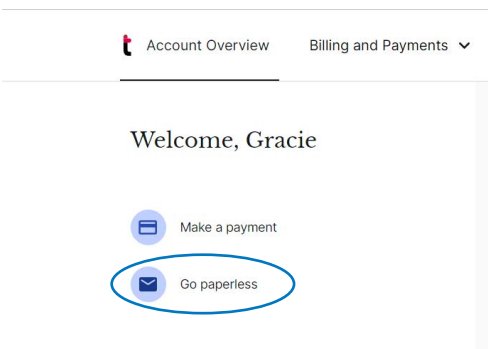 t Account Overview Billing and Payments
Welcome, Gracie
Make a payment
Go paperless